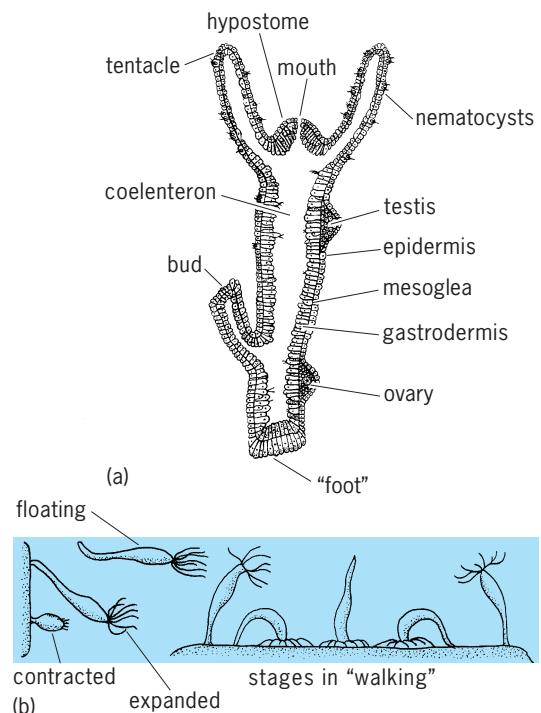 hypostome
tentacle
mouth
nematocysts
coelenteron
testis
epidermis
bud
mesoglea
gastrodermis
ovary
(a)
"foot"
floating
contracted
expanded
stages in "walking"
(b)